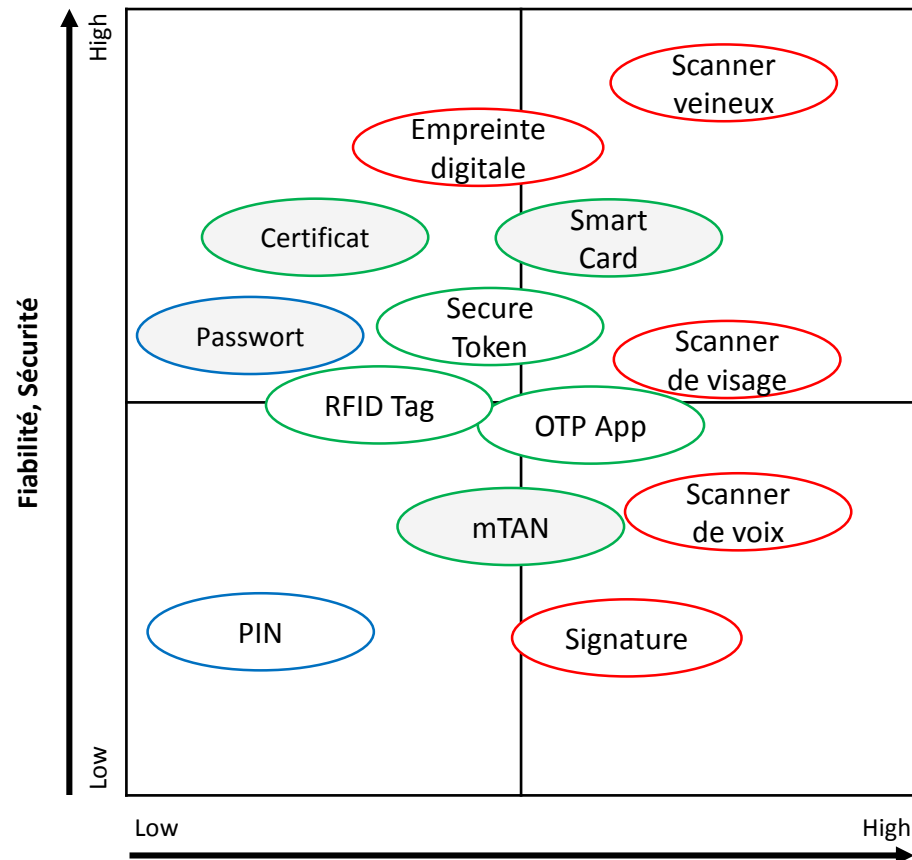 High
Scanner
veineux
Empreinte
digitale
Certificat
Smart
Card
Fiabilité, Sécurité
Passwort
Secure
Token
Scanner
de visage
RFID Tag
OTP App
mTAN
Scanner
de voix
PIN
Signature
Low
Low
High